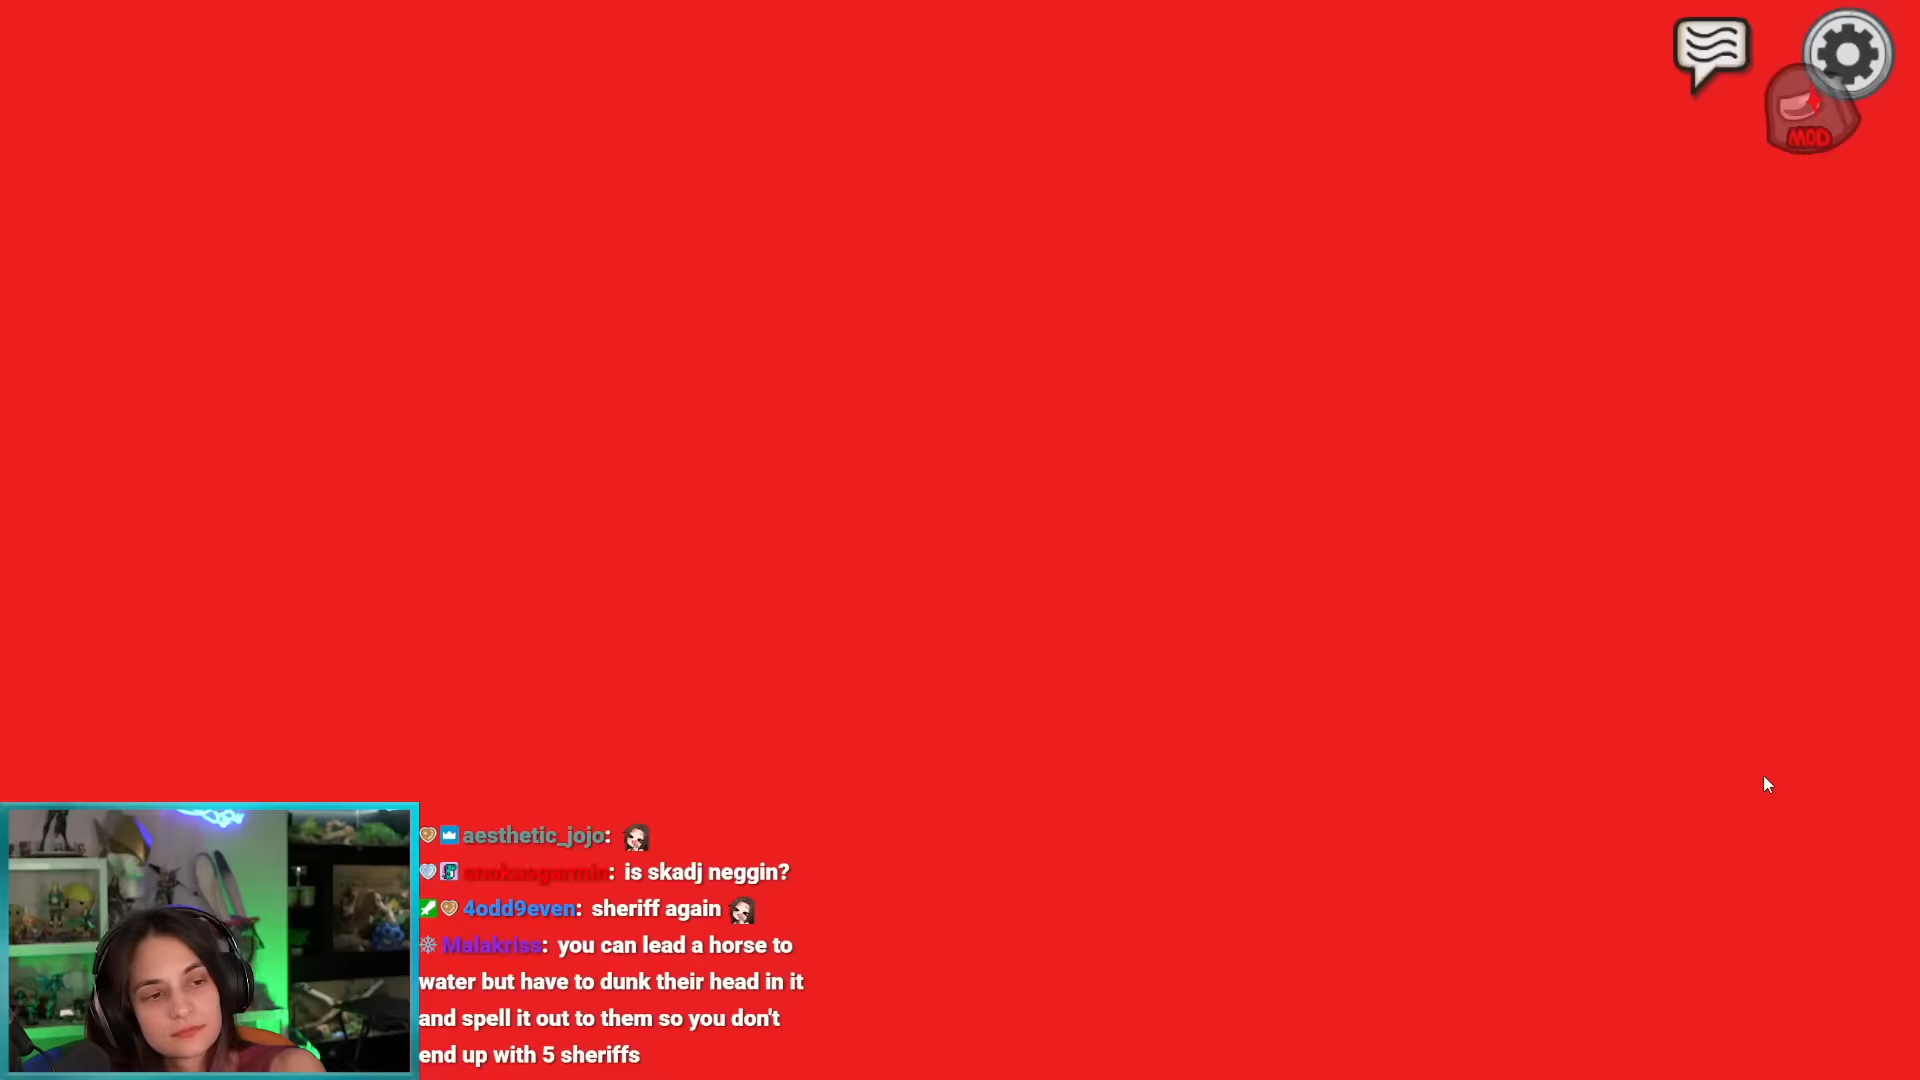 MOD
aesthetic_jojo:
: is skadj neggin?
4odd9even: sheriff again
Malakriss: you can lead a horse to
water but have to dunk their head in it
and spell it out to them so you don't
end up with 5 sheriffs